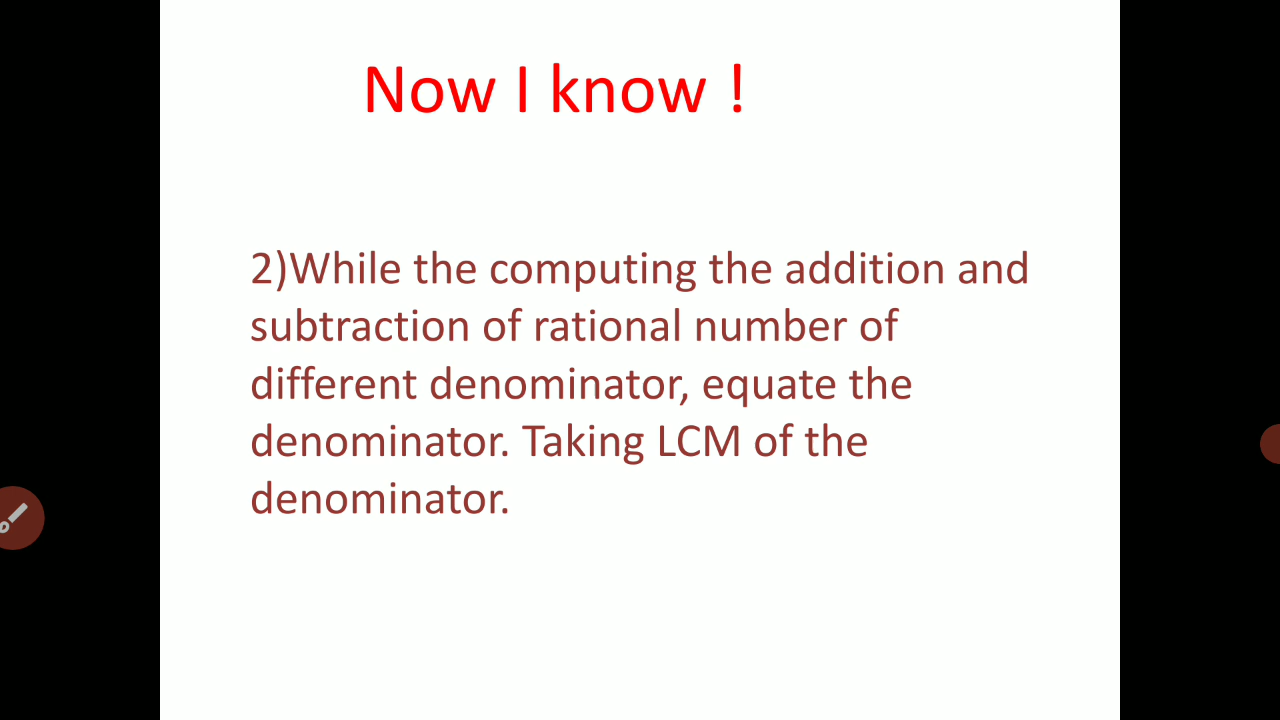 Now I know !
2)While the computing the addition and
subtraction of rational number of
different denominator, equate the
denominator. Taking LCM of the
denominator.